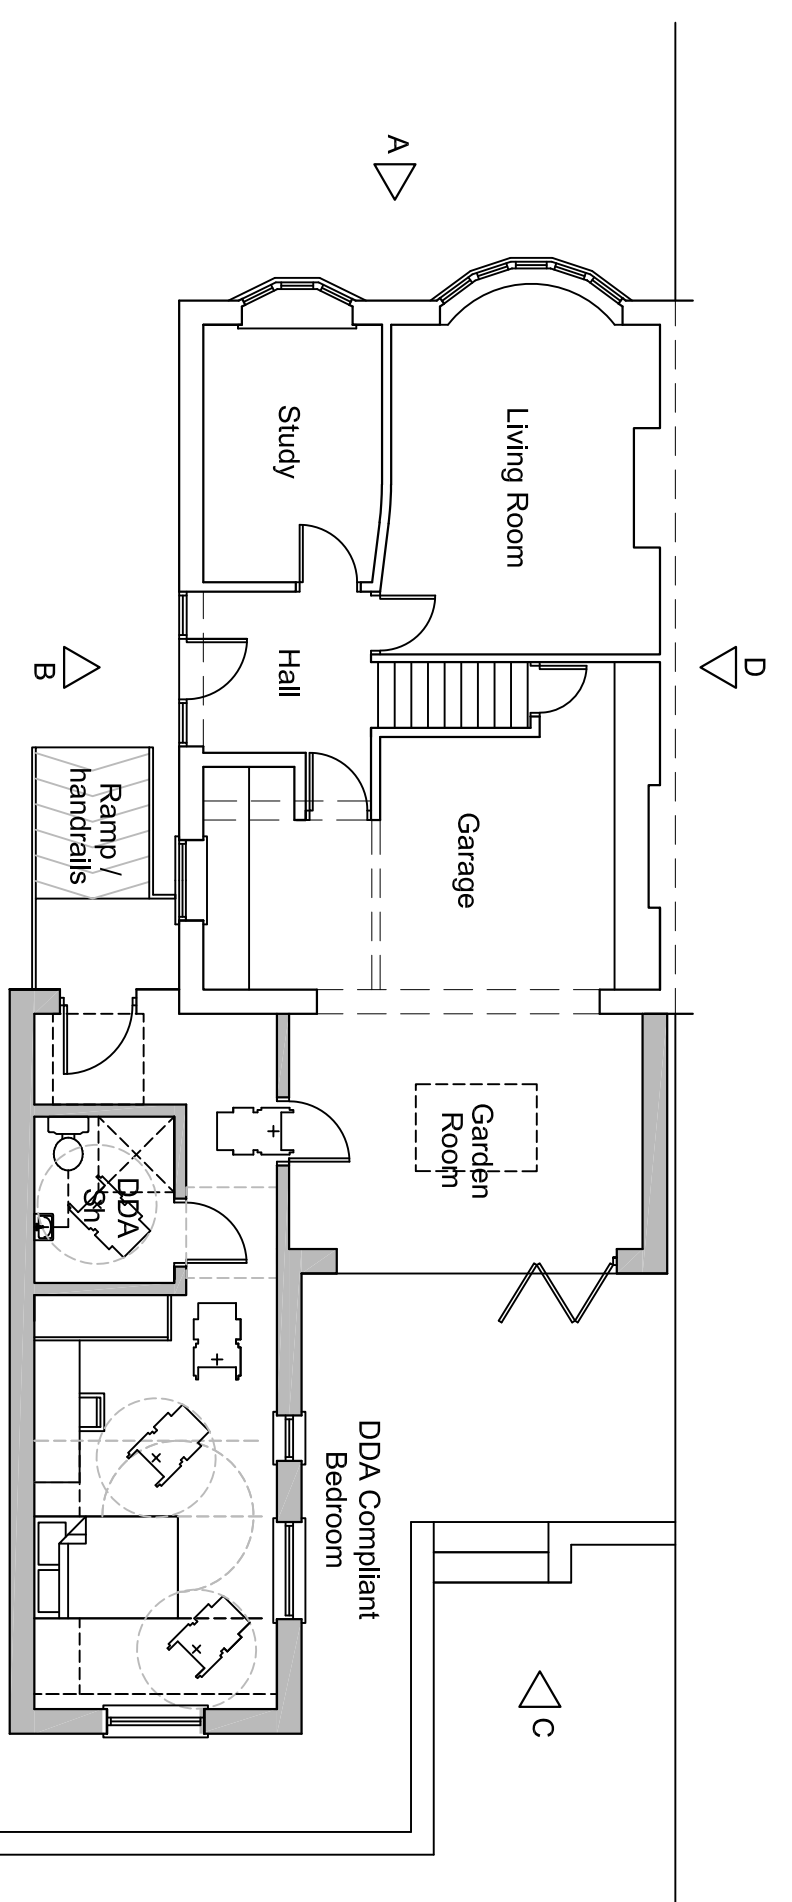 A
Living Room
Study
Hall
D
B
Garage
Ramp /
handrails
Garden
Room
DDA
Sh
DDA Compliant
Bedroom
C